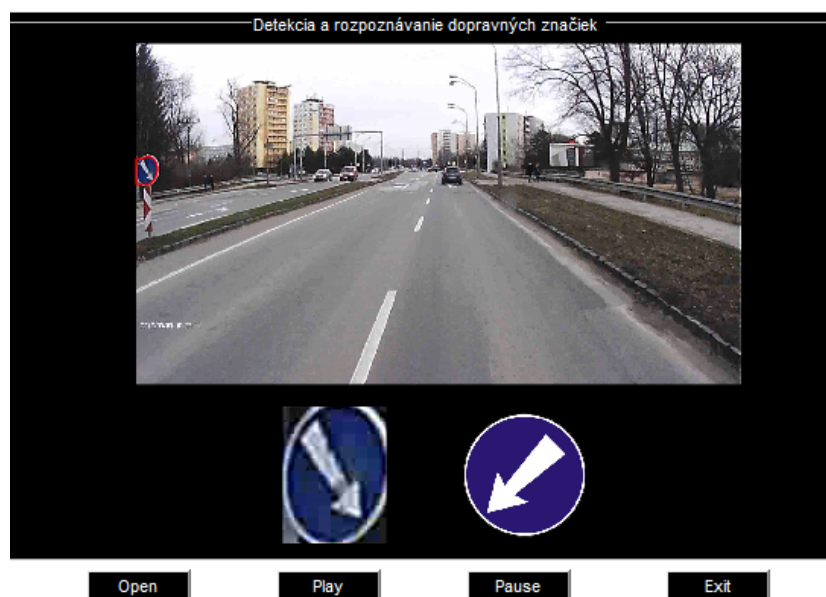 Detekcia a rozpoznávanie dopravných značiek
Open
Play
Pause
Exit